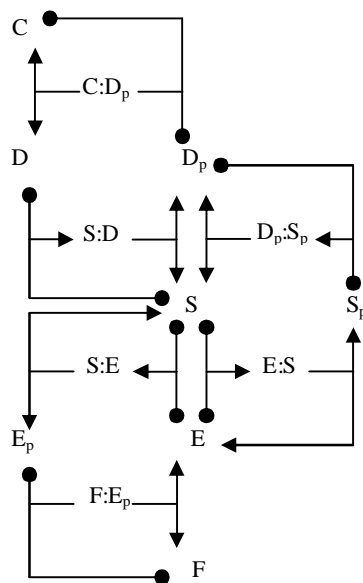 C
C:Dₚ
D Dₚ
S:D Dₚ:Sₚ
S Sₚ
S:E E:S
Eₚ E
F:Eₚ
F